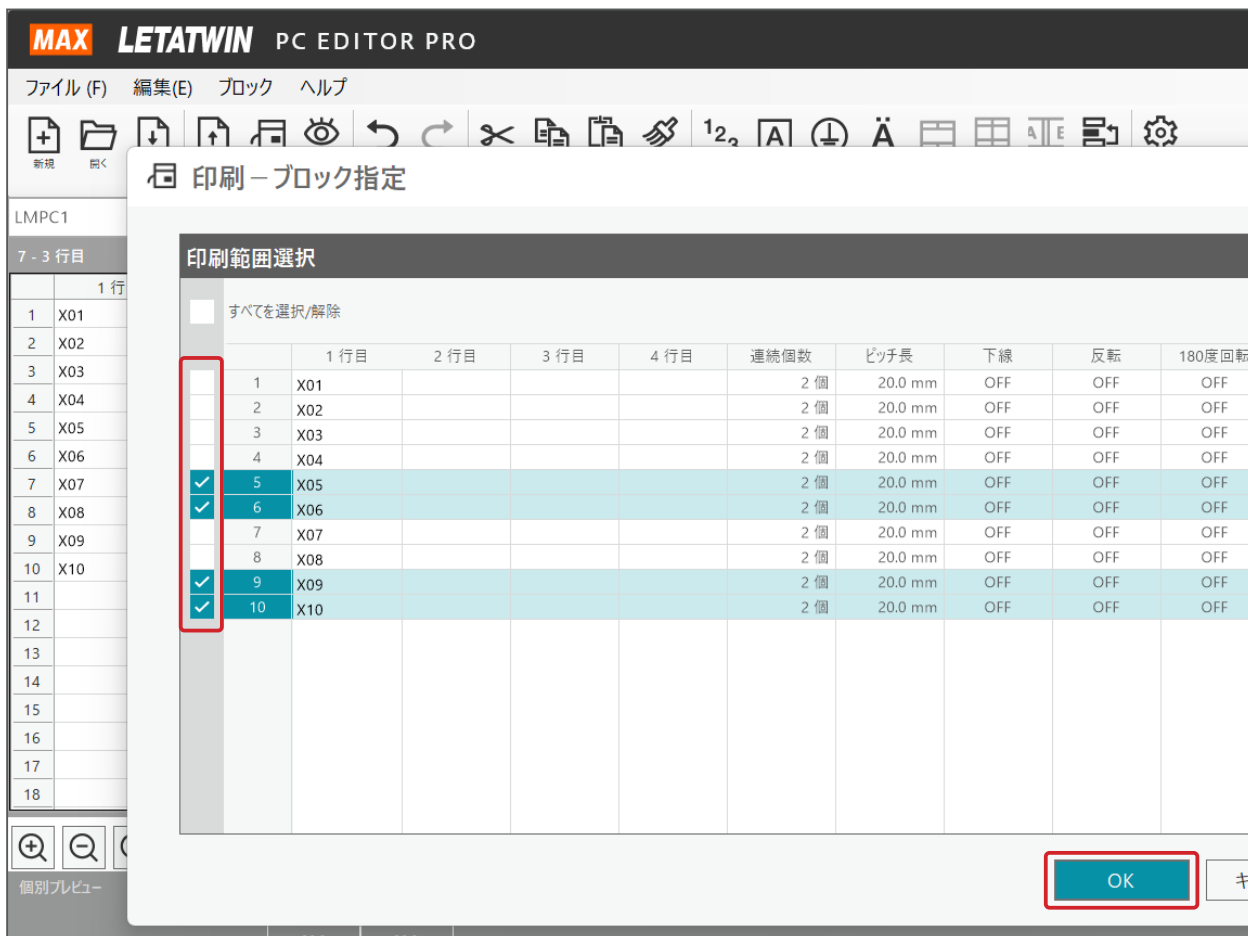 MAX LETATWIN PC EDITOR PRO
ファイル (F) 編集(E) ブロック ヘルプ
新規 開く
印刷－ブロック指定
LMPC1
7 - 3 行目
印刷範囲選択
すべてを選択/解除
1 行
1 X01
2 X02
3 X03
4 X04
5 X05
6 X06
7 X07
8 X08
9 X09
10 X10
11
12
13
14
15
16
17
18
1 行目 2 行目 3 行目 4 行目 連続個数 ピッチ長 下線 反転 180度回転
1 X01 2 個 20.0 mm OFF OFF OFF
2 X02 2 個 20.0 mm OFF OFF OFF
3 X03 2 個 20.0 mm OFF OFF OFF
4 X04 2 個 20.0 mm OFF OFF OFF
5 X05 2 個 20.0 mm OFF OFF OFF
6 X06 2 個 20.0 mm OFF OFF OFF
7 X07 2 個 20.0 mm OFF OFF OFF
8 X08 2 個 20.0 mm OFF OFF OFF
9 X09 2 個 20.0 mm OFF OFF OFF
10 X10 2 個 20.0 mm OFF OFF OFF
OK キ
個別プレビュー